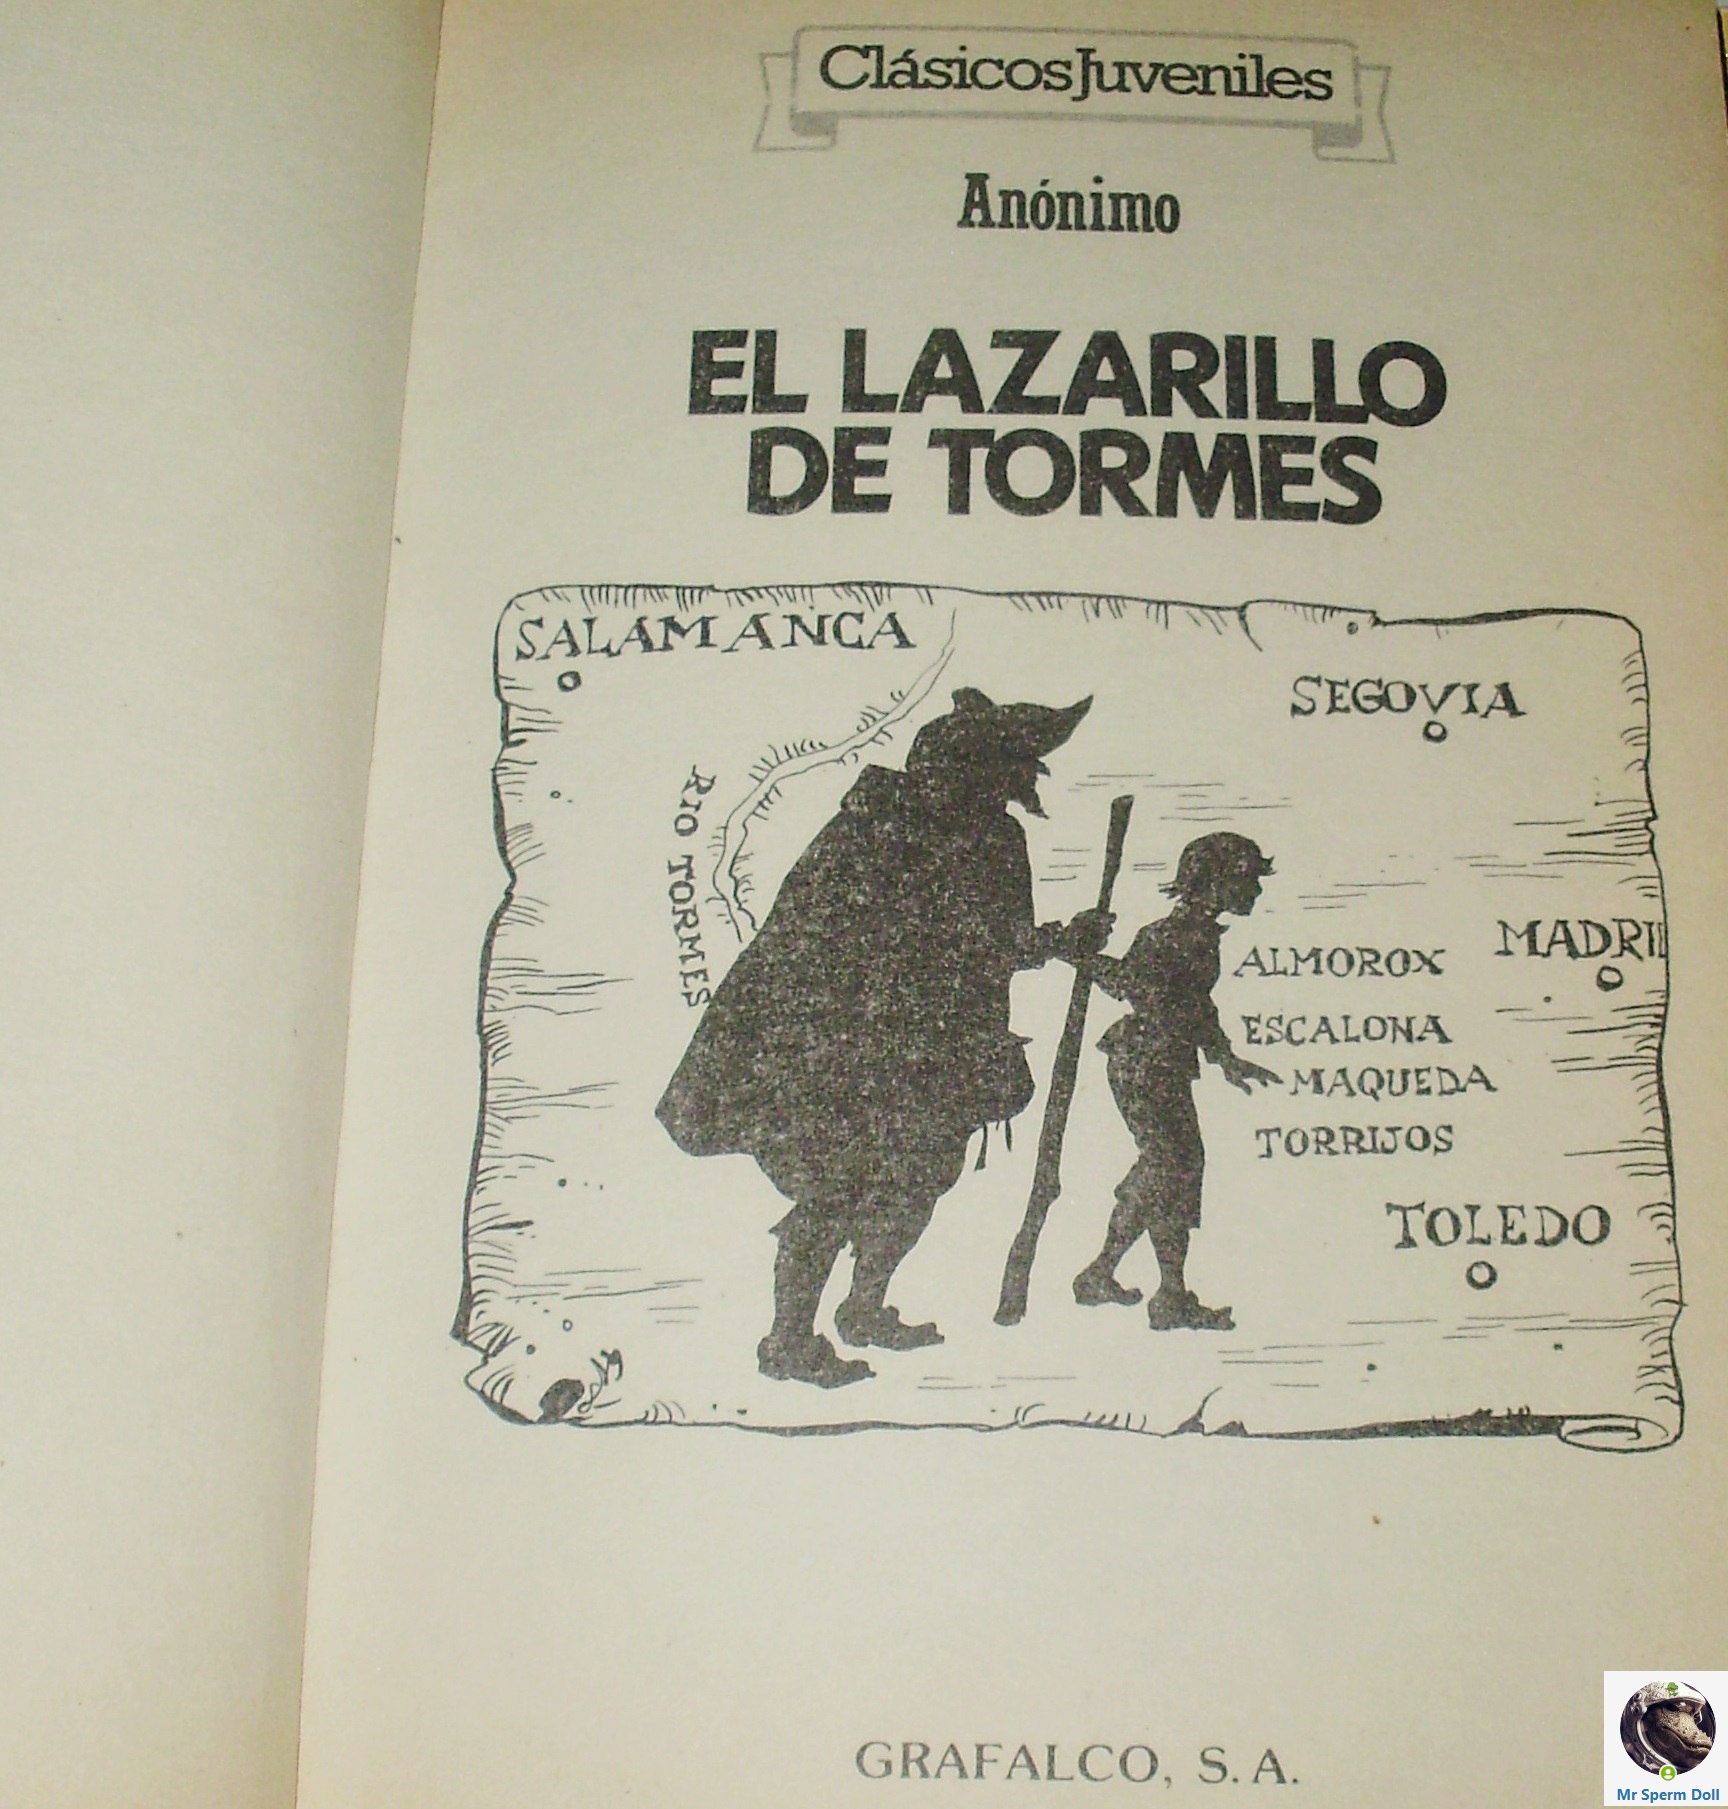 Clásicos Juveniles
Anónimo
EL LAZARILLO
DE TORMES
SALAMANCA
SEGOVIA
RIO TORMES
MADRID
ALMOROX
ESCALONA
MAQUEDA
TORRIJOS
TOLEDO
GRAFALCO, S. A.
Mr Sperm Doll